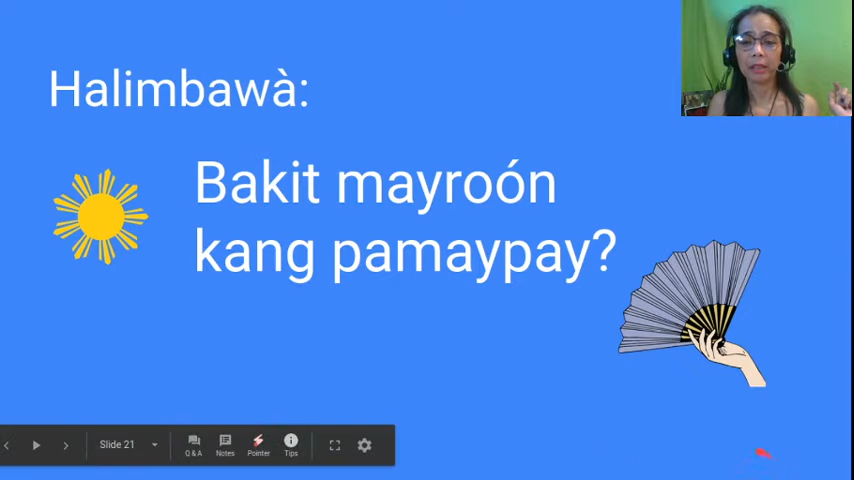 Halimbawà:
Bakit mayroón
kang pamaypay?
Slide 21
Q & A
Notes
Pointer
Tips